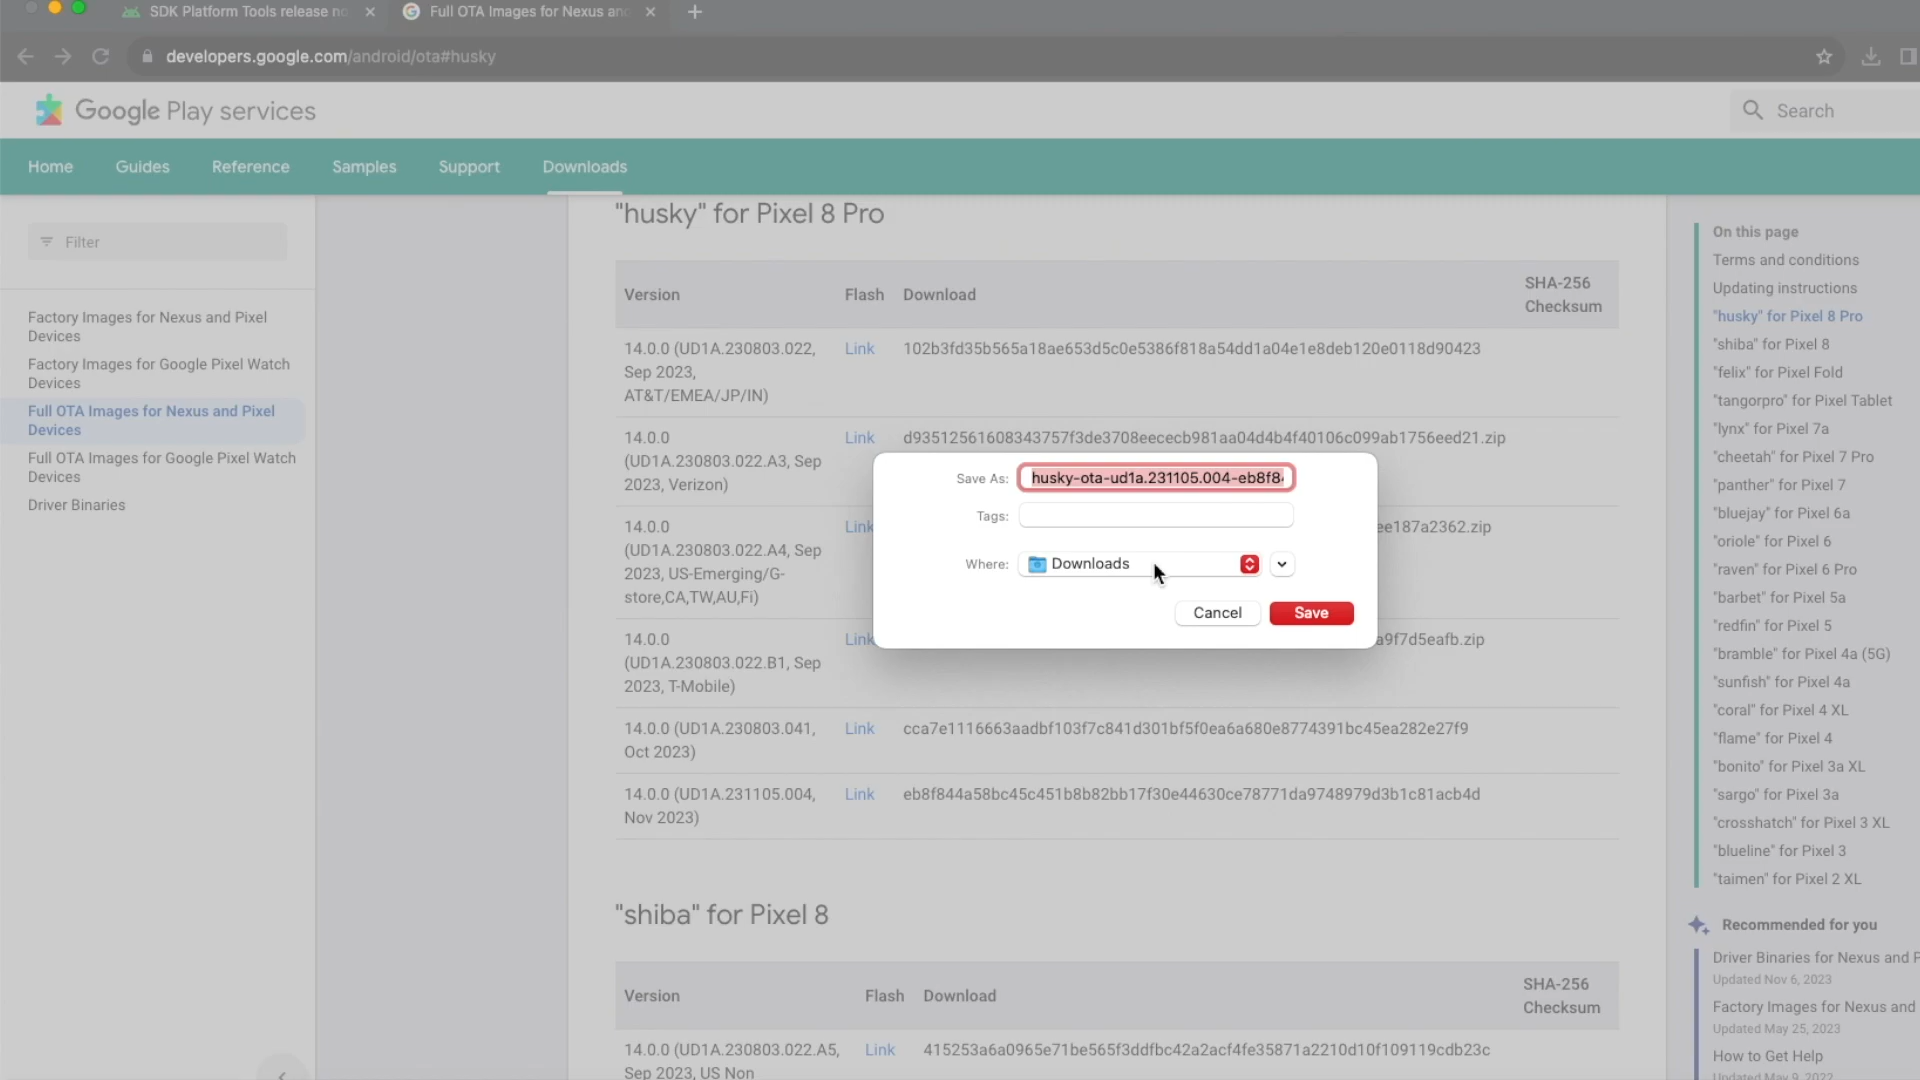 SDK Platform Tools release no
Full OTA Images for Nexus and
developers.google.com/android/ota#husky
Google Play services
Search
Home
Guides
Reference
Samples
Support
Downloads
Filter
Factory Images for Nexus and Pixel
Devices
Factory Images for Google Pixel Watch
Devices
Full OTA Images for Nexus and Pixel
Devices
Full OTA Images for Google Pixel Watch
Devices
Driver Binaries
"husky" for Pixel 8 Pro
Version
Flash
Download
SHA-256
Checksum
14.0.0 (UD1A.230803.022,
Sep 2023,
AT&T/EMEA/JP/IN)
Link
102b3fd35b565a18ae653d5c0e5386f818a54dd1a04e1e8deb120e0118d90423
14.0.0
(UD1A.230803.022.A3, Sep
2023, Verizon)
Link
d93512561608343757f3de3708eececb981aa04d4b4f40106c099ab1756eed21.zip
14.0.0
(UD1A.230803.022.A4, Sep
2023, US-Emerging/G-
store,CA,TW,AU,Fi)
Link
ee187a2362.zip
14.0.0
(UD1A.230803.022.B1, Sep
2023, T-Mobile)
Link
a9f7d5eafb.zip
14.0.0 (UD1A.230803.041,
Oct 2023)
Link
cca7e1116663aadbf103f7c841d301bf5f0ea6a680e8774391bc45ea282e27f9
14.0.0 (UD1A.231105.004,
Nov 2023)
Link
eb8f844a58bc45c451b8b82bb17f30e44630ce78771da9748979d3b1c81acb4d
Save As:
husky-ota-ud1a.231105.004-eb8f84
Tags:
Where:
Downloads
Cancel
Save
"shiba" for Pixel 8
Version
Flash
Download
SHA-256
Checksum
14.0.0 (UD1A.230803.022.A5,
Sep 2023, US Non
Link
415253a6a0965e71be565f3ddfbc42a2acf4fe35871a2210d10f109119cdb23c
On this page
Terms and conditions
Updating instructions
"husky" for Pixel 8 Pro
"shiba" for Pixel 8
"felix" for Pixel Fold
"tangorpro" for Pixel Tablet
"lynx" for Pixel 7a
"cheetah" for Pixel 7 Pro
"panther" for Pixel 7
"bluejay" for Pixel 6a
"oriole" for Pixel 6
"raven" for Pixel 6 Pro
"barbet" for Pixel 5a
"redfin" for Pixel 5
"bramble" for Pixel 4a (5G)
"sunfish" for Pixel 4a
"coral" for Pixel 4 XL
"flame" for Pixel 4
"bonito" for Pixel 3a XL
"sargo" for Pixel 3a
"crosshatch" for Pixel 3 XL
"blueline" for Pixel 3
"taimen" for Pixel 2 XL
Recommended for you
Driver Binaries for Nexus and P
Updated Nov 6, 2023
Factory Images for Nexus and
Updated May 25, 2023
How to Get Help
Updated May 9, 2022